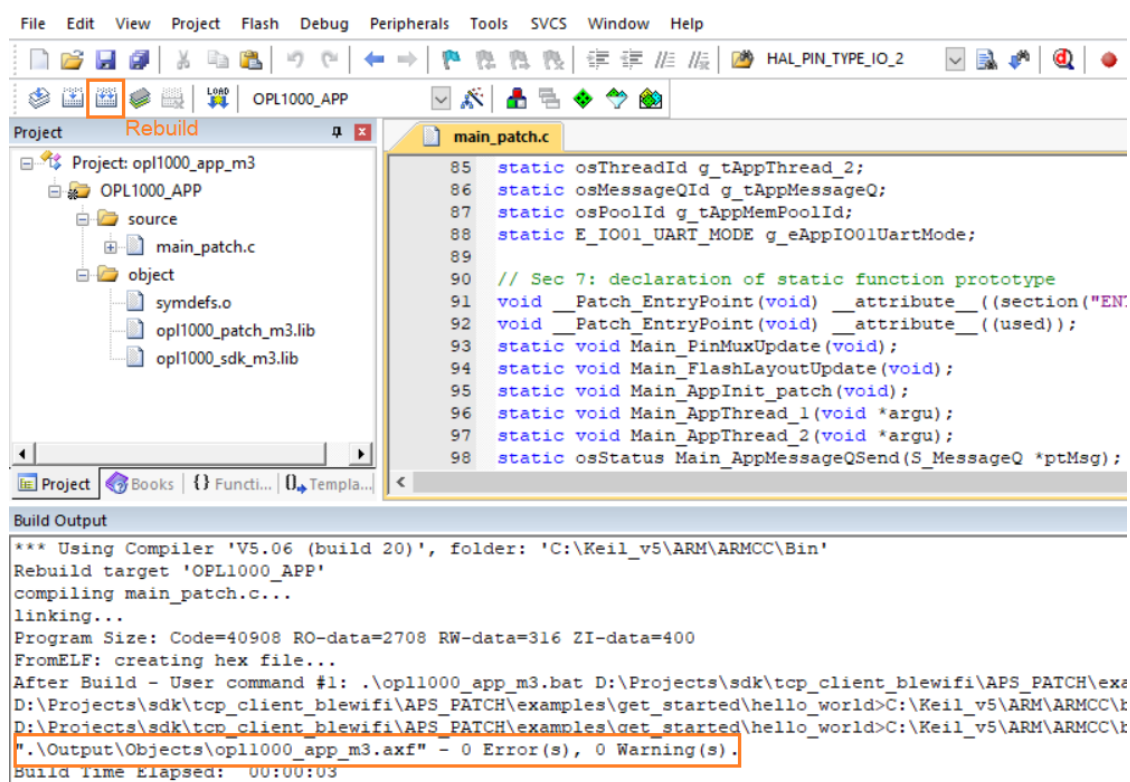 File Edit View Project Flash Debug Peripherals Tools SVCS Window Help
HAL_PIN_TYPE_IO_2
LOAD OPL1000_APP
Project Rebuild main_patch.c
Project: opl1000_app_m3
OPL1000_APP
source
main_patch.c
object
symdefs.o
opl1000_patch_m3.lib
opl1000_sdk_m3.lib
85 static osThreadId g_tAppThread_2;
86 static osMessageQId g_tAppMessageQ;
87 static osPoolId g_tAppMemPoolId;
88 static E_IO01_UART_MODE g_eAppIO01UartMode;
89
90 // Sec 7: declaration of static function prototype
91 void __Patch_EntryPoint(void) __attribute__((section("ENT
92 void __Patch_EntryPoint(void) __attribute__((used));
93 static void Main_PinMuxUpdate(void);
94 static void Main_FlashLayoutUpdate(void);
95 static void Main_AppInit_patch(void);
96 static void Main_AppThread_1(void *argu);
97 static void Main_AppThread_2(void *argu);
98 static osStatus Main_AppMessageQSend(S_MessageQ *ptMsg);
Project Books {} Functi... 0 Templa...
Build Output
*** Using Compiler 'V5.06 (build 20)', folder: 'C:\Keil_v5\ARM\ARMCC\Bin'
Rebuild target 'OPL1000_APP'
compiling main_patch.c...
linking...
Program Size: Code=40908 RO-data=2708 RW-data=316 ZI-data=400
FromELF: creating hex file...
After Build - User command #1: .\opl1000_app_m3.bat D:\Projects\sdk\tcp_client_blewifi\APS_PATCH\exa
D:\Projects\sdk\tcp_client_blewifi\APS_PATCH\examples\get_started\hello_world>C:\Keil_v5\ARM\ARMCC\b
D:\Projects\sdk\tcp_client_blewifi\APS_PATCH\examples\get_started\hello_world>C:\Keil_v5\ARM\ARMCC\b
".\Output\Objects\opl1000_app_m3.axf" - 0 Error(s), 0 Warning(s).
Build Time Elapsed: 00:00:03